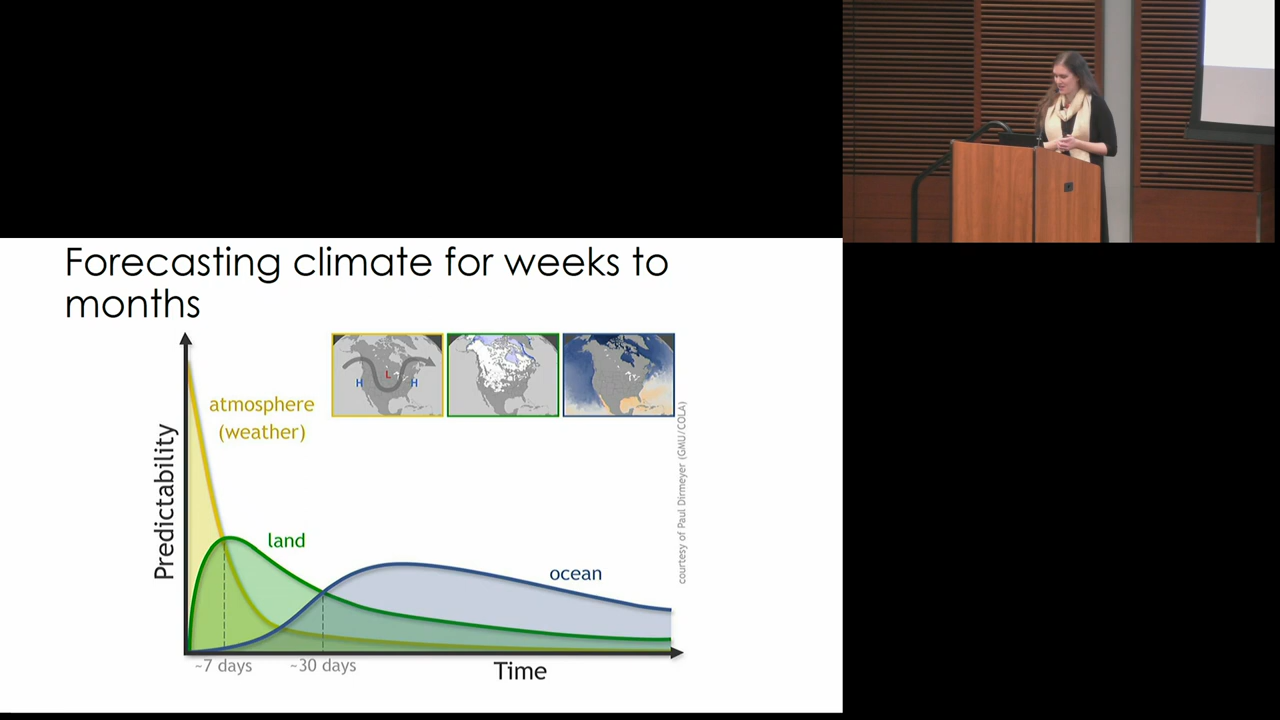 Forecasting climate for weeks to
months
H
L
H
atmosphere
(weather)
land
ocean
Predictability
~7 days
~30 days
Time
courtesy of Paul Dirmeyer (GMU/COLA)